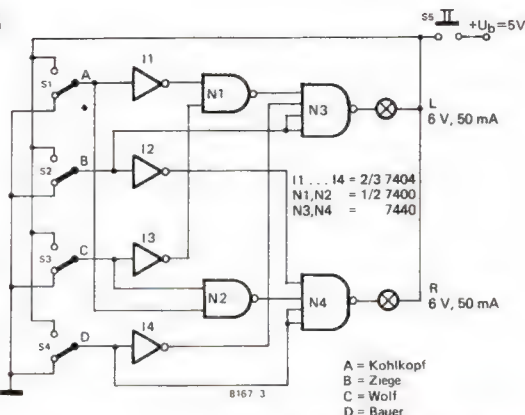 S5
+Ub=5V
S1
A
I1
N1
N3
L
6 V, 50 mA
S2
B
I2
I1 ... I4 = 2/3 7404
N1,N2 = 1/2 7400
N3,N4 = 7440
S3
C
I3
N2
N4
R
6 V, 50 mA
S4
D
I4
8167 3
A = Kohlkopf
B = Ziege
C = Wolf
D = Bauer